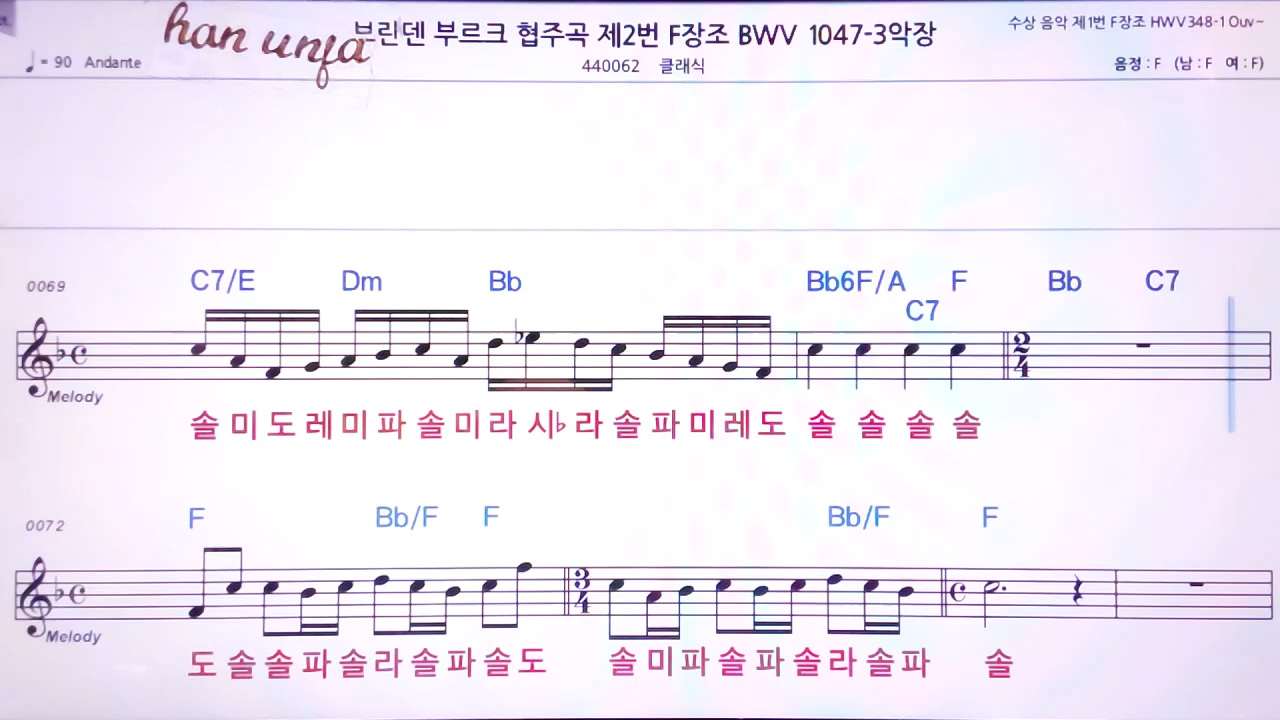 han unja
브린덴 부르크 협주곡 제2번 F장조 BWV 1047-3악장
수상 음악 제1번 F장조 HWV348-1 Ouv~
♩= 90 Andante
440062 클래식
음정 : F (남 : F 여 : F)
0069
C7/E Dm Bb Bb6F/A F Bb C7
C7
2
4
Melody
솔 미 도 레 미 파 솔 미 라 시♭ 라 솔 파 미 레 도 솔 솔 솔 솔
0072
F Bb/F F Bb/F F
3
4
Melody
도 솔 솔 파 솔 라 솔 파 솔 도 솔 미 파 솔 파 솔 라 솔 파 솔